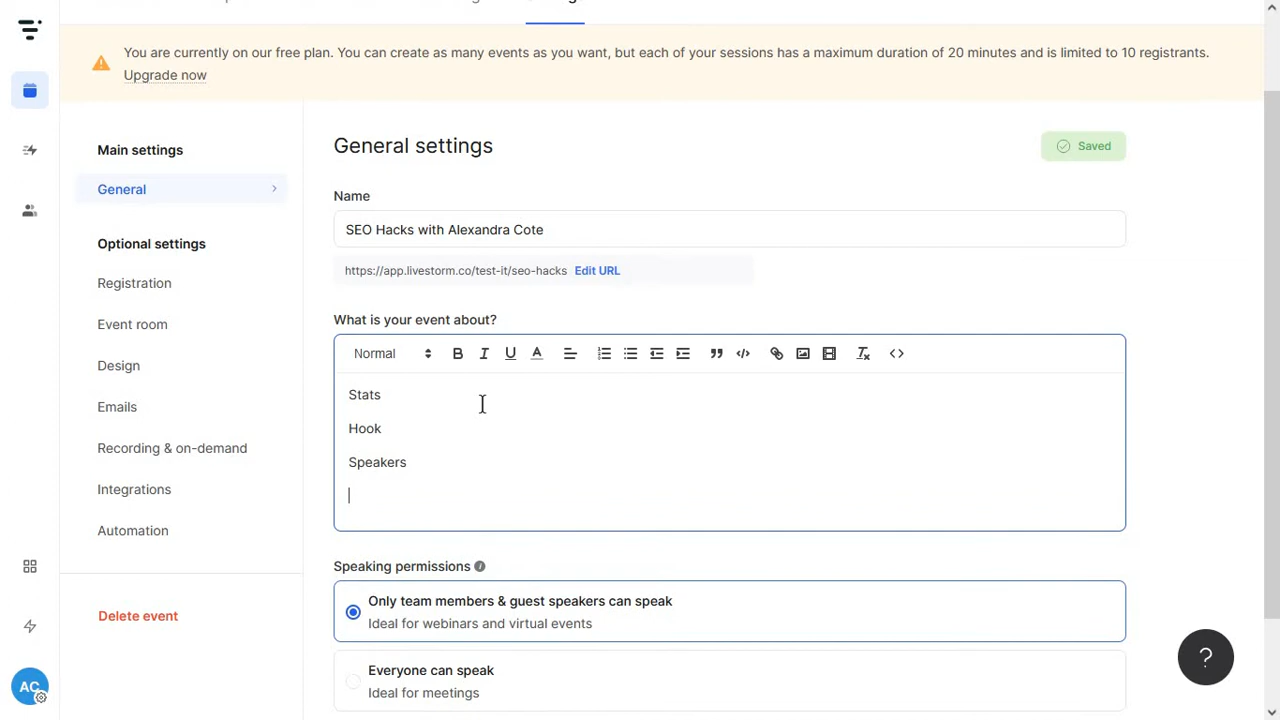 You are currently on our free plan. You can create as many events as you want, but each of your sessions has a maximum duration of 20 minutes and is limited to 10 registrants.
Upgrade now
Main settings
General
Optional settings
Registration
Event room
Design
Emails
Recording & on-demand
Integrations
Automation
Delete event
AC
General settings
Saved
Name
SEO Hacks with Alexandra Cote
https://app.livestorm.co/test-it/seo-hacks Edit URL
What is your event about?
Normal
Stats
Hook
Speakers
Speaking permissions
Only team members & guest speakers can speak
Ideal for webinars and virtual events
Everyone can speak
Ideal for meetings
?